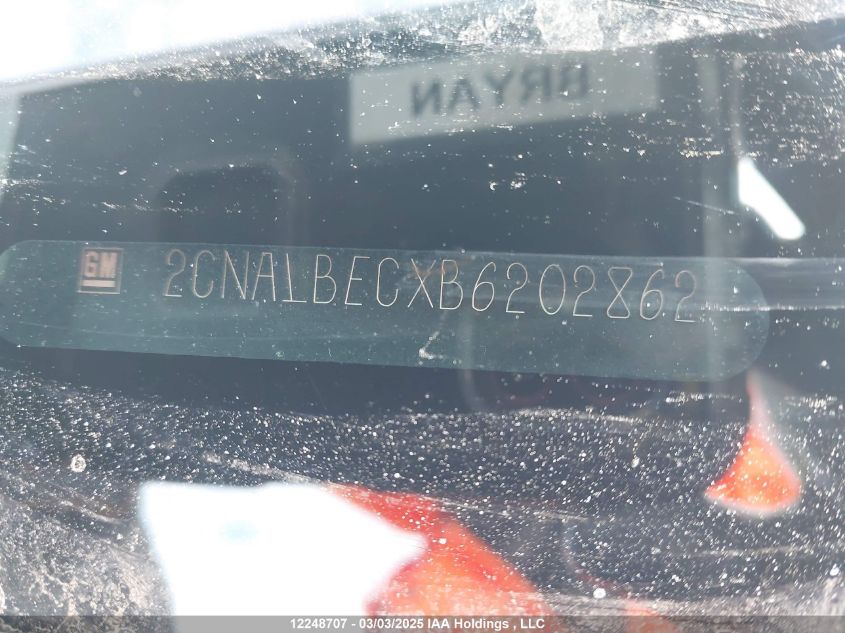 BRYAN
GM 2CNALBECXB6202862
12248707 - 03/03/2025 IAA Holdings , LLC